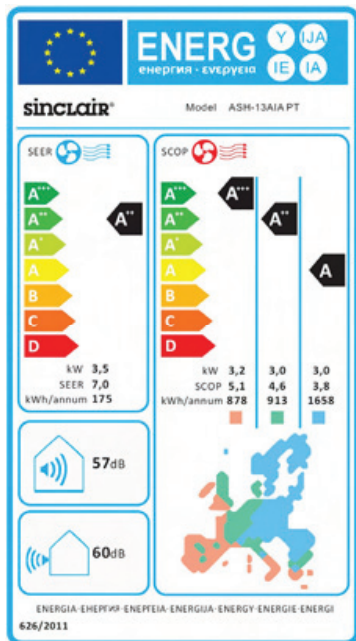 ENERG Y IJA
енергия · ενεργεια IE IA
SINCLAIR® Model ASH-13AIA PT
SEER
SCOP
A+++ A+++ A+++
A++ A++ A++ A++
A+ A+
A A A
B B
C C
D D
kW 3,5
SEER 7,0
kWh/annum 175
kW 3,2 3,0 3,0
SCOP 5,1 4,6 3,8
kWh/annum 878 913 1658
57dB
60dB
ENERGIA·ЕНЕРГИЯ·ΕΝΕΡΓΕΙΑ·ENERGIJA·ENERGY·ENERGIE·ENERGI
626/2011